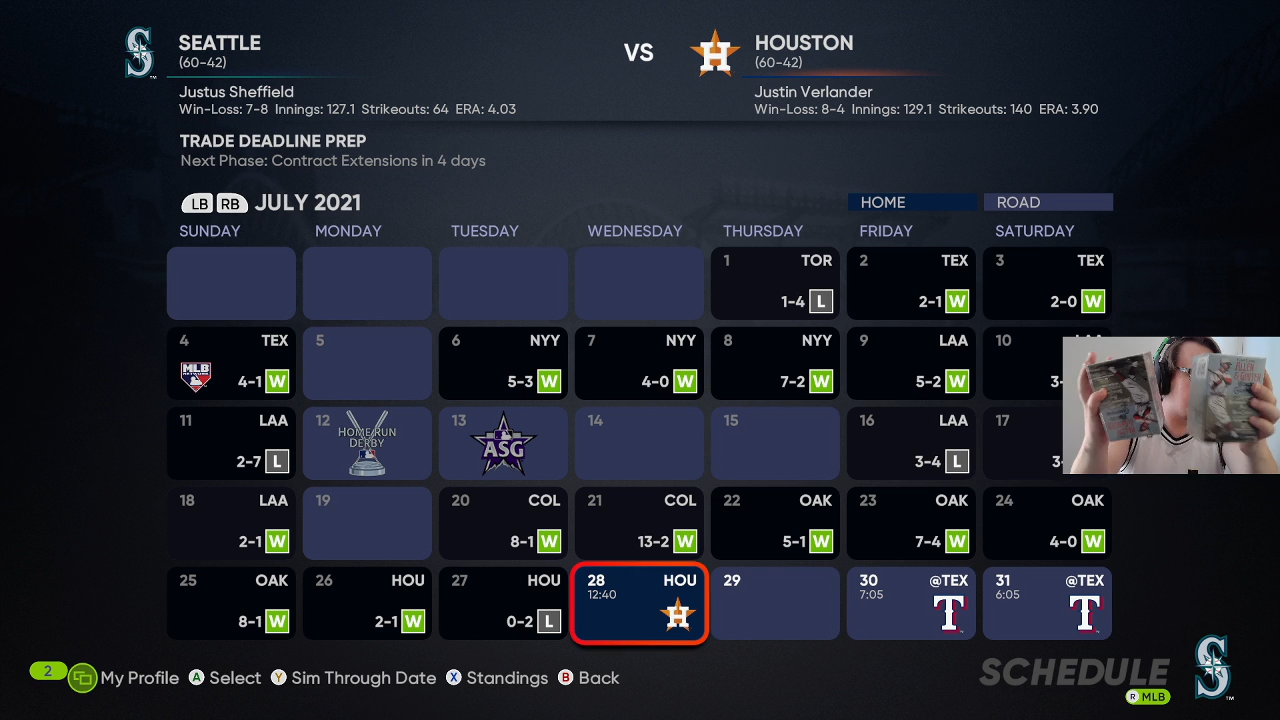 SEATTLE
(60-42)
VS
HOUSTON
(60-42)
Justus Sheffield
Win-Loss: 7-8 Innings: 127.1 Strikeouts: 64 ERA: 4.03
Justin Verlander
Win-Loss: 8-4 Innings: 129.1 Strikeouts: 140 ERA: 3.90
TRADE DEADLINE PREP
Next Phase: Contract Extensions in 4 days
LB RB JULY 2021
HOME ROAD
SUNDAY MONDAY TUESDAY WEDNESDAY THURSDAY FRIDAY SATURDAY
1 TOR 2 TEX 3 TEX
1-4 L 2-1 W 2-0 W
4 TEX 5 6 NYY 7 NYY 8 NYY 9 LAA 10
MLB 4-1 W 5-3 W 4-0 W 7-2 W 5-2 W 3-
11 LAA 12 13 14 15 16 LAA 17
HOME RUN
DERBY
ASG
2-7 L 3-4 L 3-
ALLEN
18 LAA 19 20 COL 21 COL 22 OAK 23 OAK 24 OAK
2-1 W 8-1 W 13-2 W 5-1 W 7-4 W 4-0 W
25 OAK 26 HOU 27 HOU 28 HOU 29 30 @TEX 31 @TEX
12:40 7:05 6:05
8-1 W 2-1 W 0-2 L H T T
2 My Profile A Select Y Sim Through Date X Standings B Back
SCHEDULE
R MLB